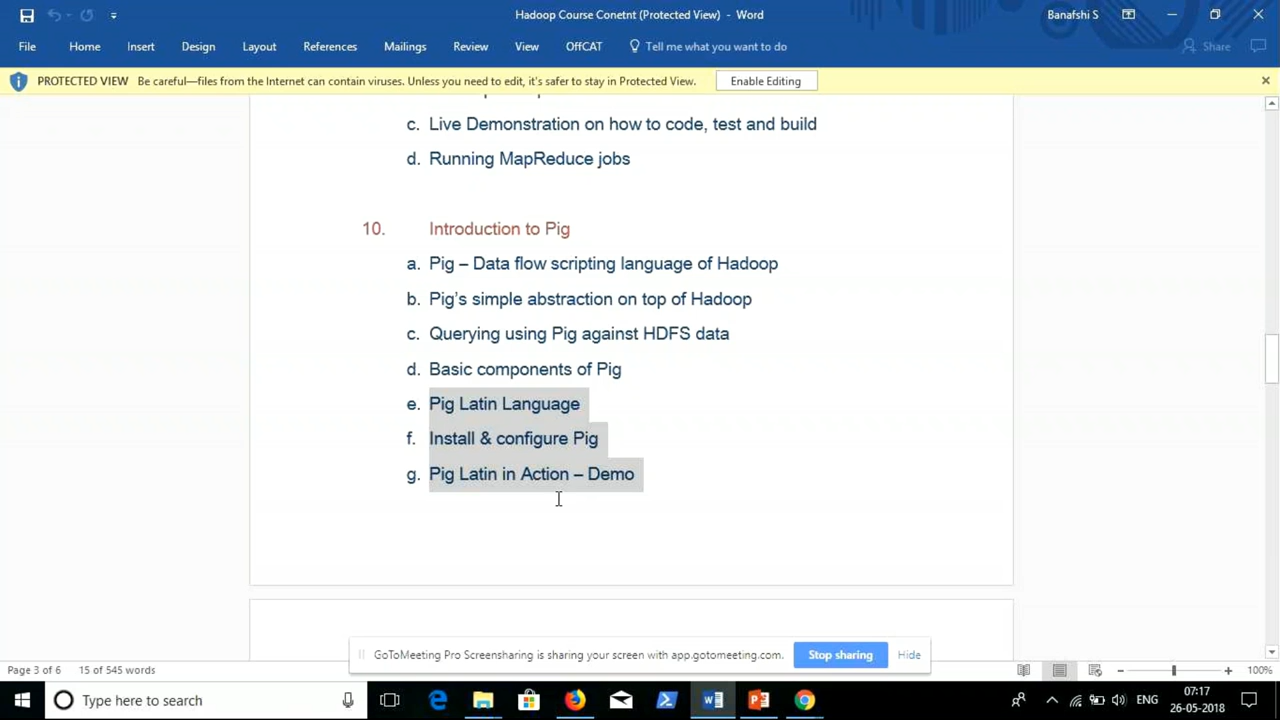 Hadoop Course Conetnt (Protected View) - Word
Banafshi S
File Home Insert Design Layout References Mailings Review View OffCAT Tell me what you want to do Share
PROTECTED VIEW Be careful—files from the Internet can contain viruses. Unless you need to edit, it's safer to stay in Protected View. Enable Editing
c. Live Demonstration on how to code, test and build
d. Running MapReduce jobs
10. Introduction to Pig
a. Pig – Data flow scripting language of Hadoop
b. Pig's simple abstraction on top of Hadoop
c. Querying using Pig against HDFS data
d. Basic components of Pig
e. Pig Latin Language
f. Install & configure Pig
g. Pig Latin in Action – Demo
GoToMeeting Pro Screensharing is sharing your screen with app.gotomeeting.com. Stop sharing Hide
Page 3 of 6 15 of 545 words 100%
Type here to search ENG 07:17
26-05-2018